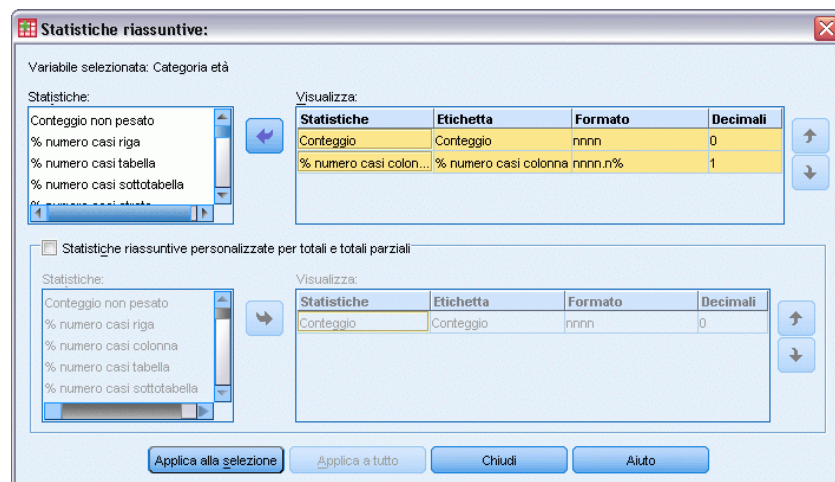 Statistiche riassuntive:
Variabile selezionata: Categoria età
Statistiche:
Conteggio non pesato
% numero casi riga
% numero casi tabella
% numero casi sottotabella
% numero casi strato
Visualizza:
Statistiche Etichetta Formato Decimali
Conteggio Conteggio nnnn 0
% numero casi colon... % numero casi colonna nnnn.n% 1
Statistiche riassuntive personalizzate per totali e totali parziali
Statistiche:
Conteggio non pesato
% numero casi riga
% numero casi colonna
% numero casi tabella
% numero casi sottotabella
Visualizza:
Statistiche Etichetta Formato Decimali
Conteggio Conteggio nnnn 0
Applica alla selezione Applica a tutto Chiudi Aiuto